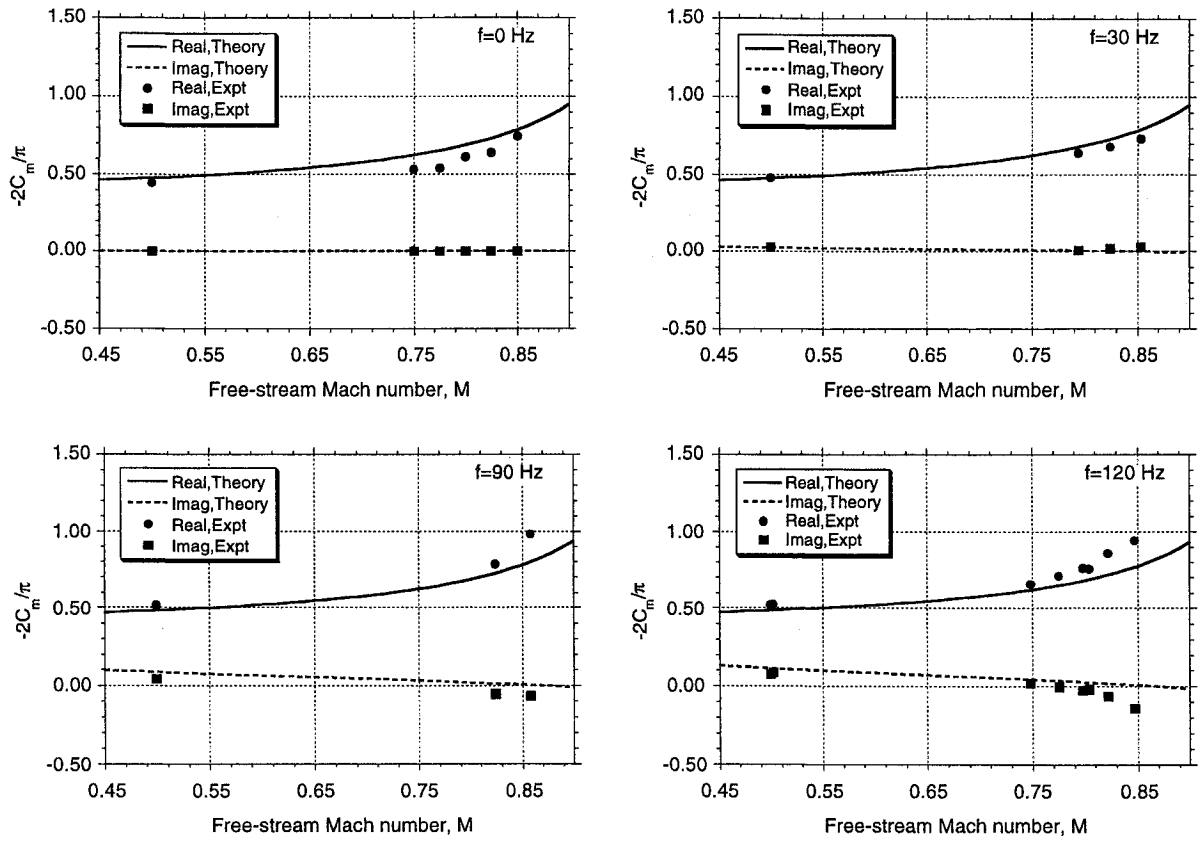 f=0 Hz
Real,Theory
Imag,Thoery
Real,Expt
Imag,Expt
1.50
1.00
0.50
0.00
-0.50
-2Cm/π
0.45
0.55
0.65
0.75
0.85
Free-stream Mach number, M
f=30 Hz
Real,Theory
Imag,Theory
Real,Expt
Imag,Expt
1.50
1.00
0.50
0.00
-0.50
-2Cm/π
0.45
0.55
0.65
0.75
0.85
Free-stream Mach number, M
f=90 Hz
Real,Theory
Imag,Theory
Real,Expt
Imag,Expt
1.50
1.00
0.50
0.00
-0.50
-2Cm/π
0.45
0.55
0.65
0.75
0.85
Free-stream Mach number, M
f=120 Hz
Real,Theory
Imag,Theory
Real,Expt
Imag,Expt
1.50
1.00
0.50
0.00
-0.50
-2Cm/π
0.45
0.55
0.65
0.75
0.85
Free-stream Mach number, M